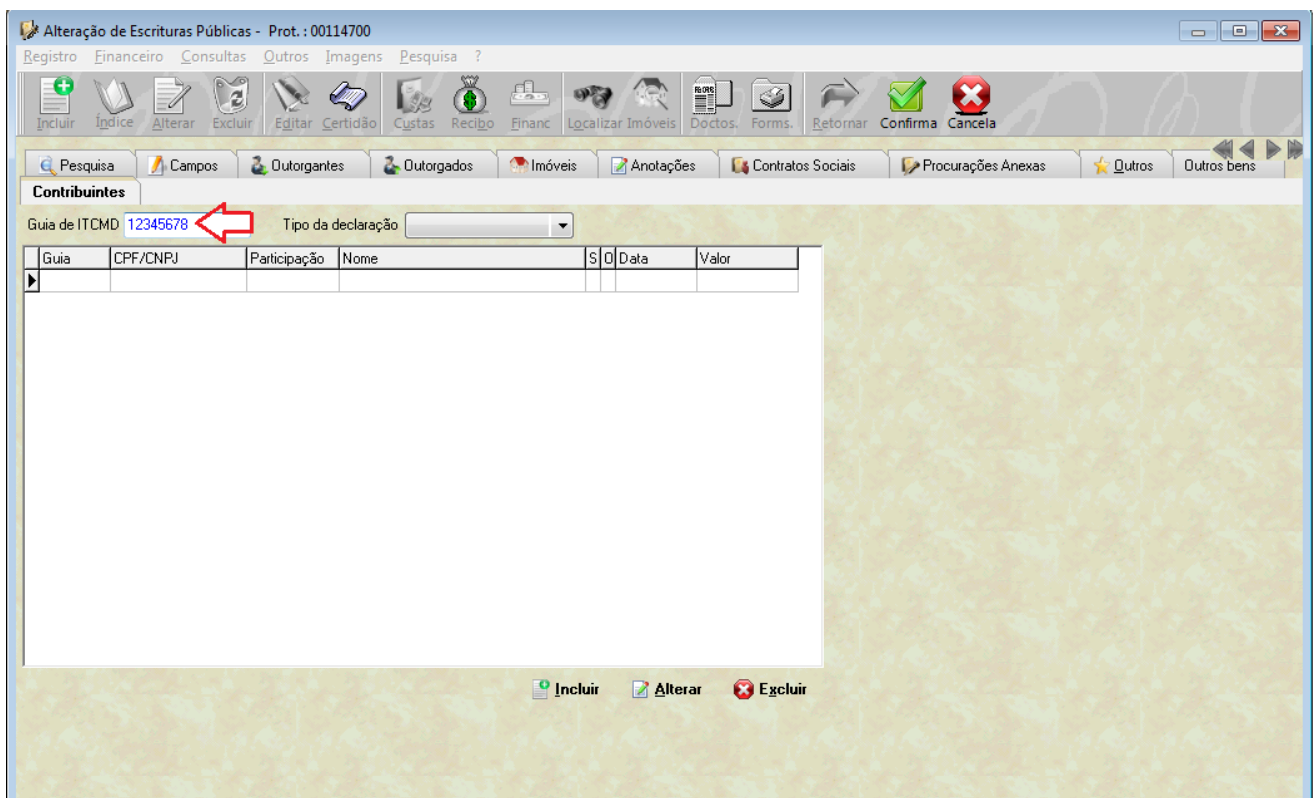 Alteração de Escrituras Públicas - Prot. : 00114700
Registro Financeiro Consultas Outros Imagens Pesquisa ?
Incluir Índice Alterar Excluir Editar Certidão Custas Recibo Financ Localizar Imóveis Doctos. Forms. Retornar Confirma Cancela
Pesquisa Campos Outorgantes Outorgados Imóveis Anotações Contratos Sociais Procurações Anexas Outros Outros bens
Contribuintes
Guia de ITCMD 12345678 Tipo da declaração
Guia CPF/CNPJ Participação Nome S O Data Valor
Incluir Alterar Excluir